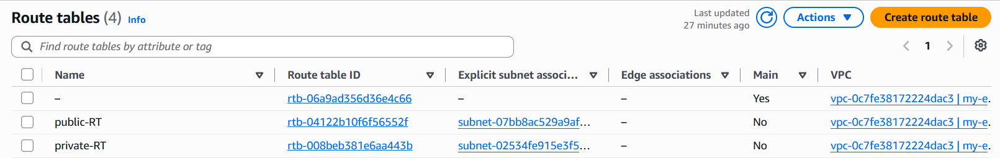 Route tables (4) Info
Last updated
27 minutes ago
Actions
Create route table
Find route tables by attribute or tag
1
Name Route table ID Explicit subnet associ... Edge associations Main VPC
– rtb-06a9ad356d36e4c66 – – Yes vpc-0c7fe38172224dac3 | my-e.
public-RT rtb-04122b10f6f56552f subnet-07bb8ac529a9af... – No vpc-0c7fe38172224dac3 | my-e.
private-RT rtb-008beb381e6aa443b subnet-02534fe915e3f5... – No vpc-0c7fe38172224dac3 | my-e.